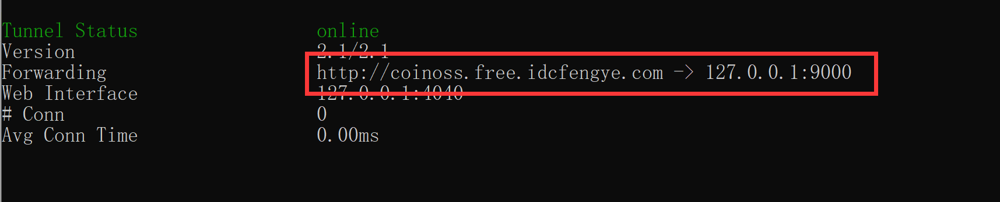 Tunnel Status online
Version 2.1/2.1
Forwarding http://coinoss.free.idcfengye.com -> 127.0.0.1:9000
Web Interface 127.0.0.1:4040
# Conn 0
Avg Conn Time 0.00ms